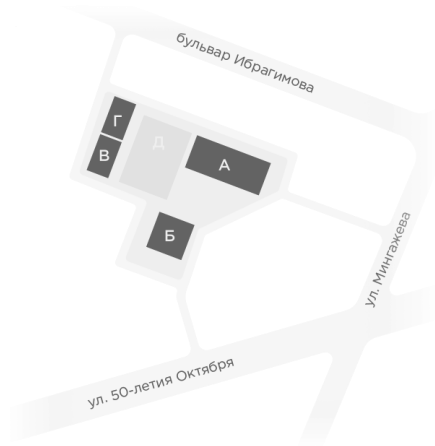 бульвар Ибрагимова
Г
Д
В
А
Б
ул. Мингажева
ул. 50-летия Октября